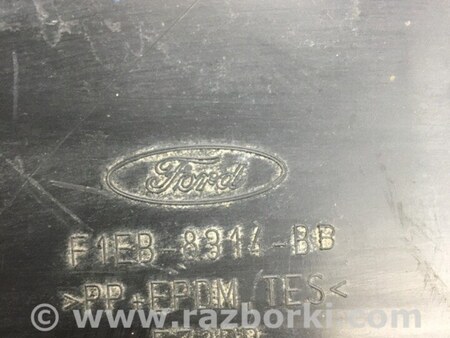 Ford
F1EB-8314-BB
>PP+EPDM/TES<
© www.razborki.com